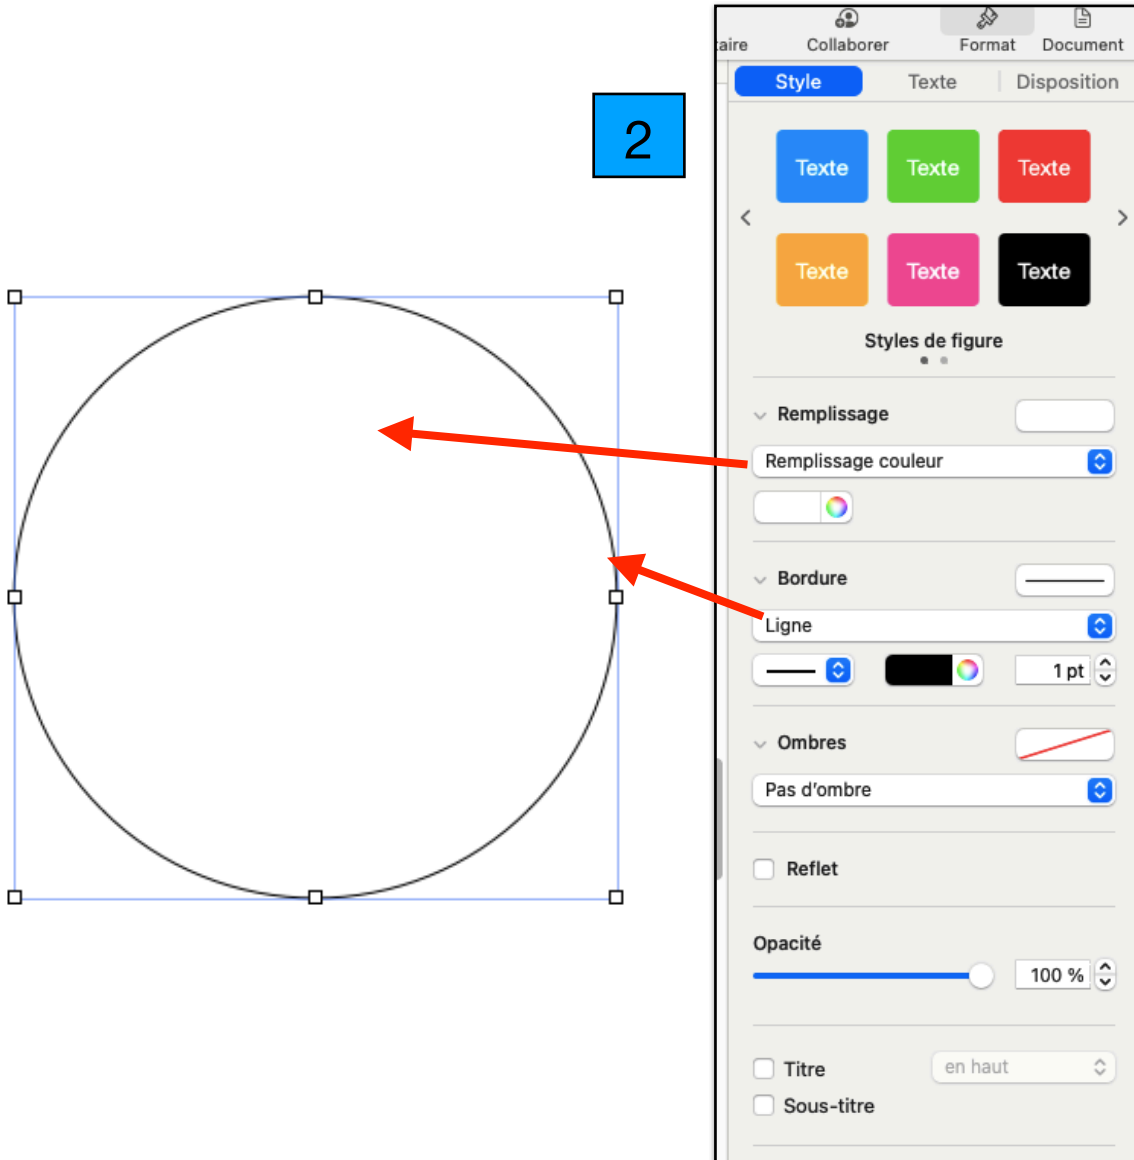 2
Collaborer
Format
Document
Style
Texte
Disposition
Texte
Texte
Texte
Texte
Texte
Texte
Styles de figure
Remplissage
Remplissage couleur
Bordure
Ligne
1 pt
Ombres
Pas d'ombre
Reflet
Opacité
100 %
Titre
en haut
Sous-titre